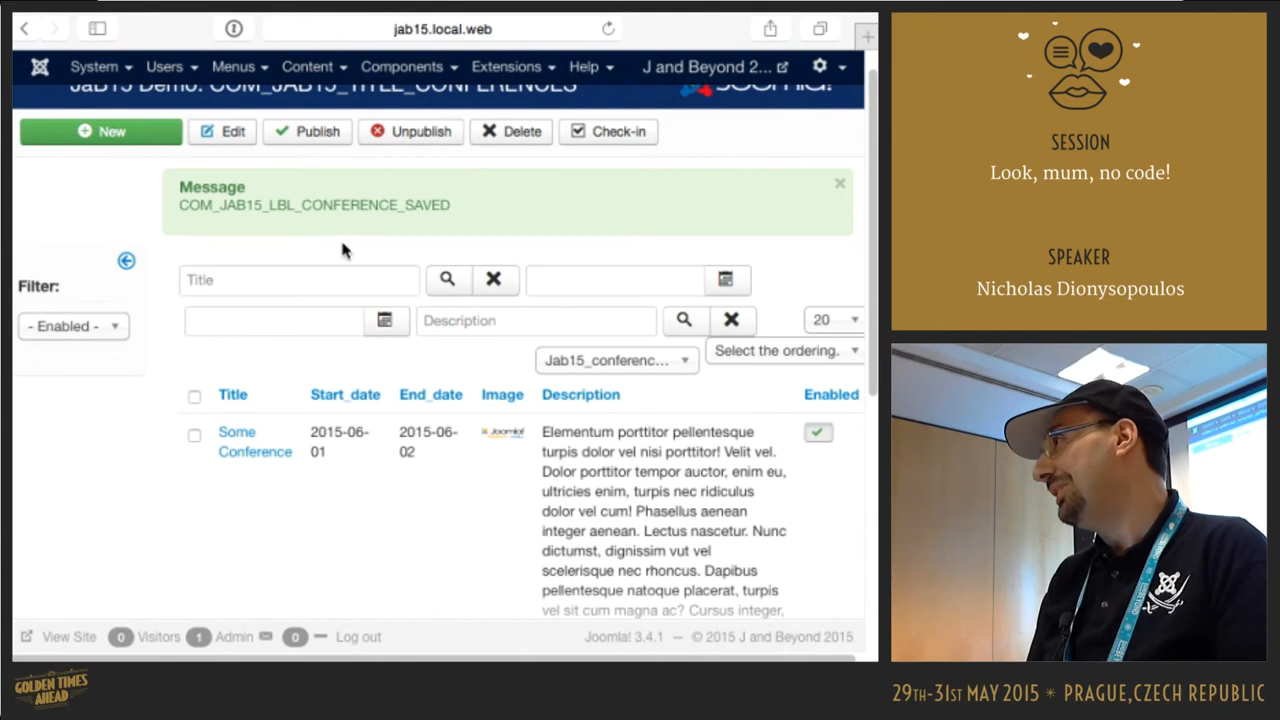 jab15.local.web
System Users Menus Content Components Extensions Help J and Beyond 2...
JaB15 Demo: COM_JAB15_TITLE_CONFERENCES Joomla!
New Edit Publish Unpublish Delete Check-in
Message
COM_JAB15_LBL_CONFERENCE_SAVED
Filter:
- Enabled -
Title
Description
20
Jab15_conferenc...
Select the ordering.
Title Start_date End_date Image Description Enabled
Some Conference
2015-06-01
2015-06-02
Joomla!
Elementum porttitor pellentesque
turpis dolor vel nisi porttitor! Velit vel.
Dolor porttitor tempor auctor, enim eu,
ultricies enim, turpis nec ridiculus
dolor vel cum! Phasellus aenean
integer aenean. Lectus nascetur. Nunc
dictumst, dignissim vut vel
scelerisque nec rhoncus. Dapibus
pellentesque natoque placerat, turpis
vel sit cum magna ac? Cursus integer,
View Site 0 Visitors 1 Admin 0 Log out
Joomla! 3.4.1 — © 2015 J and Beyond 2015
SESSION
Look, mum, no code!
SPEAKER
Nicholas Dionysopoulos
GOLDEN TIMES
AHEAD
29TH-31ST MAY 2015 * PRAGUE,CZECH REPUBLIC